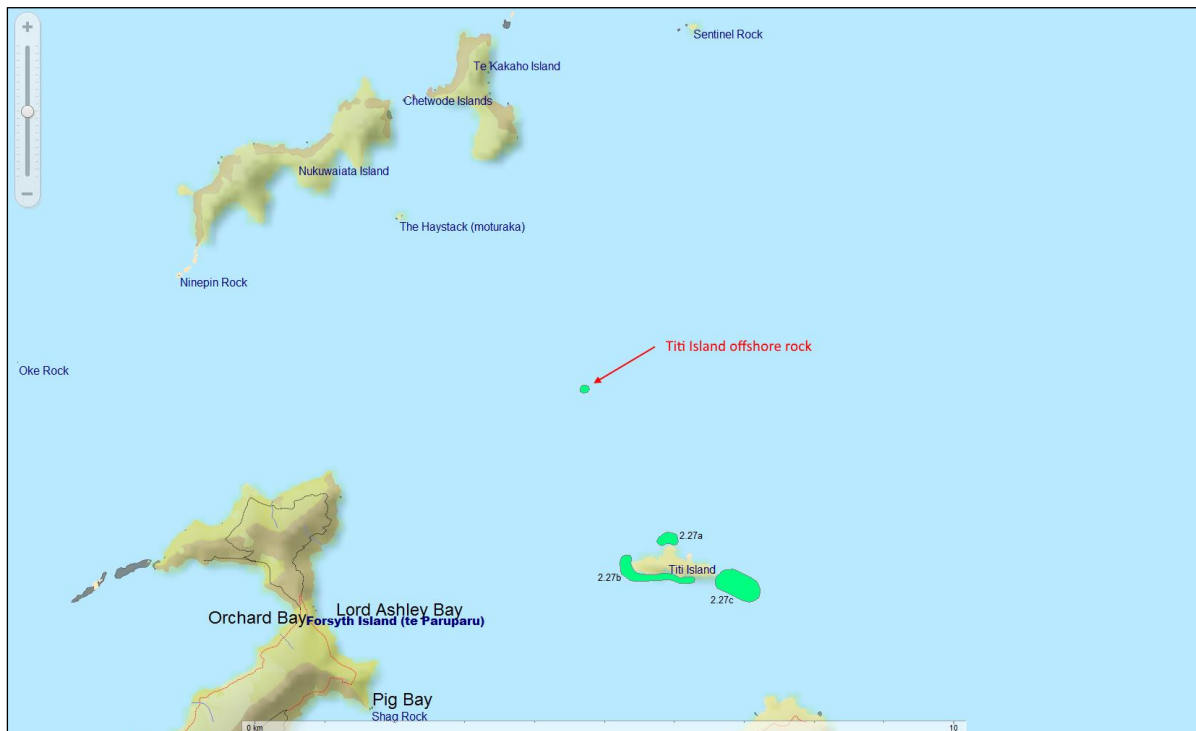 Sentinel Rock
Te Kakaho Island
Chetwode Islands
Nukuwaiata Island
The Haystack (moturaka)
Ninepin Rock
Titi Island offshore rock
Oke Rock
2.27a
Titi Island
2.27b
2.27c
Lord Ashley Bay
Orchard Bay
Forsyth Island (te Paruparu)
Pig Bay
Shag Rock
0 km
10